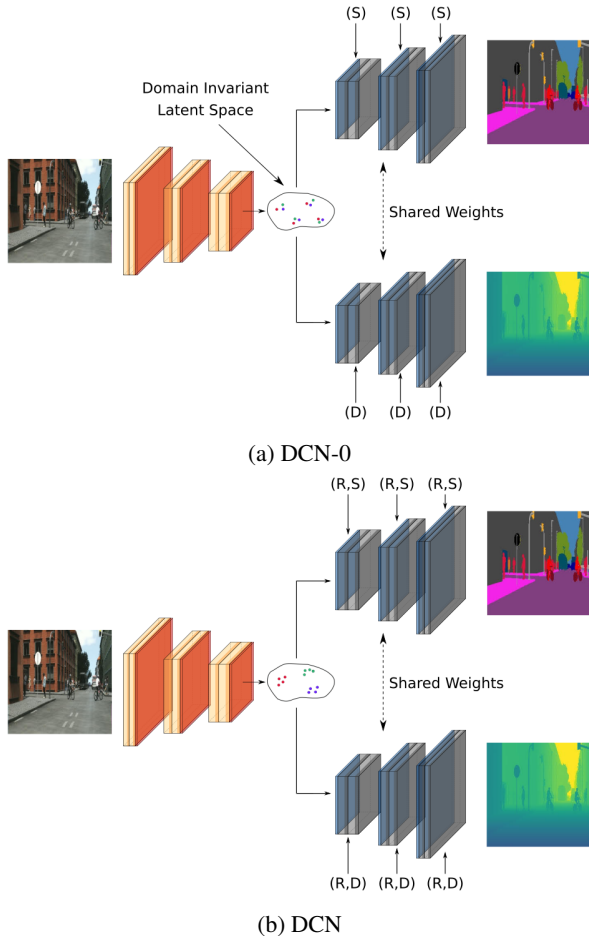 (S) (S) (S)
Domain Invariant
Latent Space
Shared Weights
(D) (D) (D)
(a) DCN-0
(R,S) (R,S) (R,S)
Shared Weights
(R,D) (R,D) (R,D)
(b) DCN